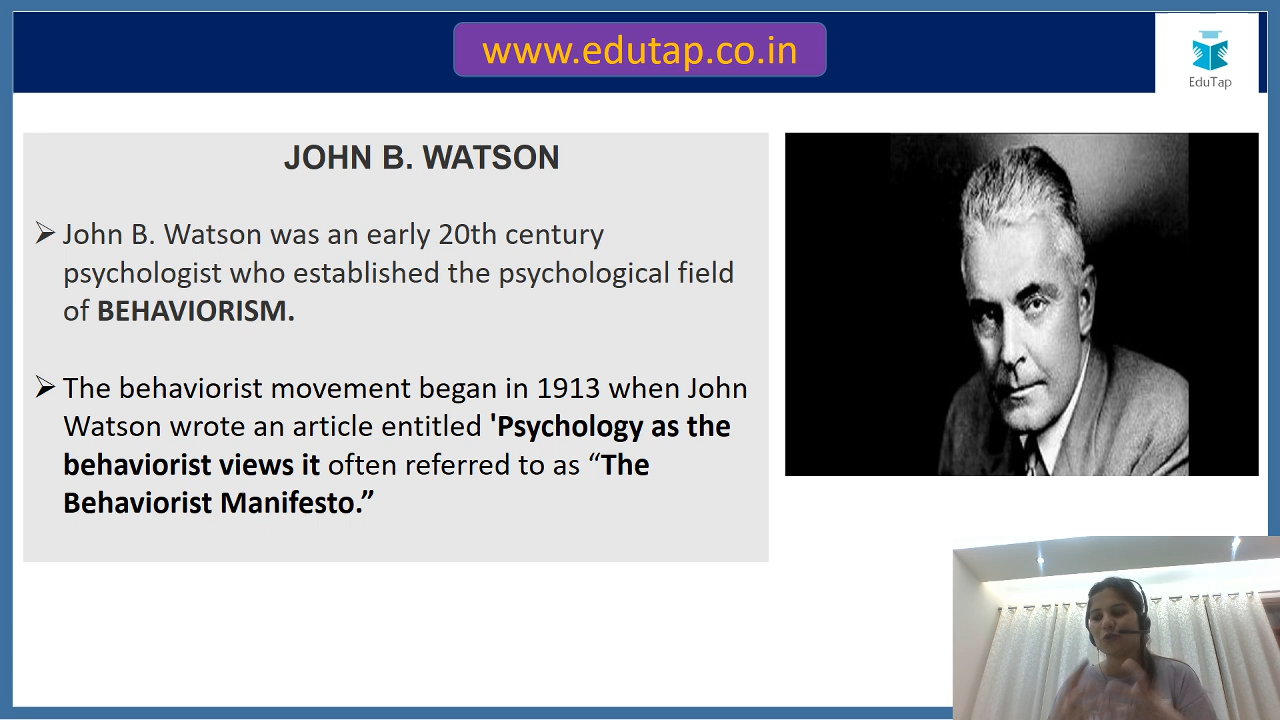 www.edutap.co.in
EduTap
JOHN B. WATSON
➢ John B. Watson was an early 20th century
psychologist who established the psychological field
of BEHAVIORISM.
➢ The behaviorist movement began in 1913 when John
Watson wrote an article entitled 'Psychology as the
behaviorist views it often referred to as “The
Behaviorist Manifesto.”